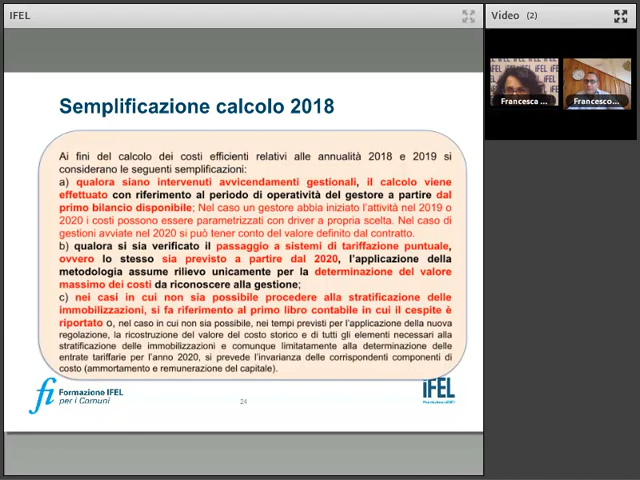 IFEL
Video (2)
Francesca ...
Francesco...
Semplificazione calcolo 2018
Ai fini del calcolo dei costi efficienti relativi alle annualità 2018 e 2019 si
considerano le seguenti semplificazioni:
a) qualora siano intervenuti avvicendamenti gestionali, il calcolo viene
effettuato con riferimento al periodo di operatività del gestore a partire dal
primo bilancio disponibile; Nel caso un gestore abbia iniziato l'attività nel 2019 o
2020 i costi possono essere parametrizzati con driver a propria scelta. Nel caso di
gestioni avviate nel 2020 si può tener conto del valore definito dal contratto.
b) qualora si sia verificato il passaggio a sistemi di tariffazione puntuale,
ovvero lo stesso sia previsto a partire dal 2020, l'applicazione della
metodologia assume rilievo unicamente per la determinazione del valore
massimo dei costi da riconoscere alla gestione;
c) nei casi in cui non sia possibile procedere alla stratificazione delle
immobilizzazioni, si fa riferimento al primo libro contabile in cui il cespite è
riportato o, nel caso in cui non sia possibile, nei tempi previsti per l'applicazione della nuova
regolazione, la ricostruzione del valore del costo storico e di tutti gli elementi necessari alla
stratificazione delle immobilizzazioni e comunque limitatamente alla determinazione delle
entrate tariffarie per l'anno 2020, si prevede l'invarianza delle corrispondenti componenti di
costo (ammortamento e remunerazione del capitale).
fi
Formazione IFEL
per i Comuni
24
iFEL